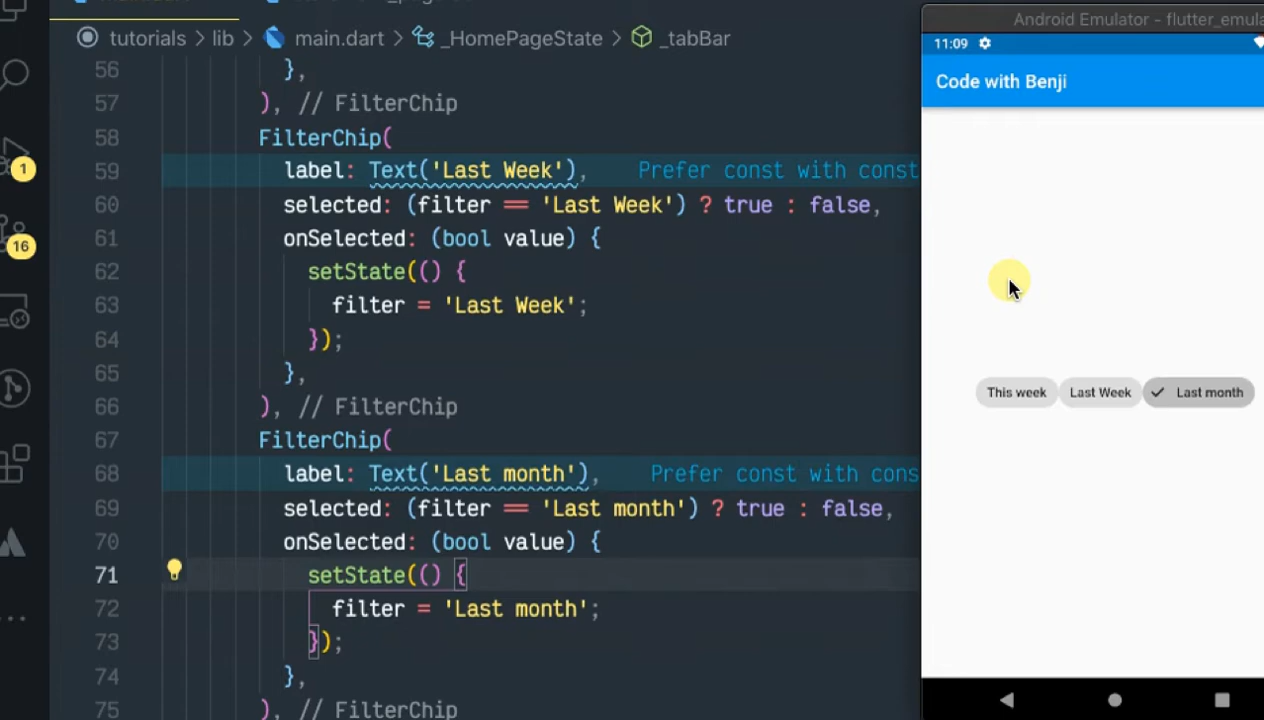 tutorials > lib > main.dart > _HomePageState > _tabBar
56 },
57 ), // FilterChip
58 FilterChip(
59 label: Text('Last Week'), Prefer const with const
60 selected: (filter == 'Last Week') ? true : false,
61 onSelected: (bool value) {
62 setState(() {
63 filter = 'Last Week';
64 });
65 },
66 ), // FilterChip
67 FilterChip(
68 label: Text('Last month'), Prefer const with cons
69 selected: (filter == 'Last month') ? true : false,
70 onSelected: (bool value) {
71 setState(() {
72 filter = 'Last month';
73 });
74 },
75 ), // FilterChip
1
16
Android Emulator - flutter_emula
11:09
Code with Benji
This week Last Week Last month